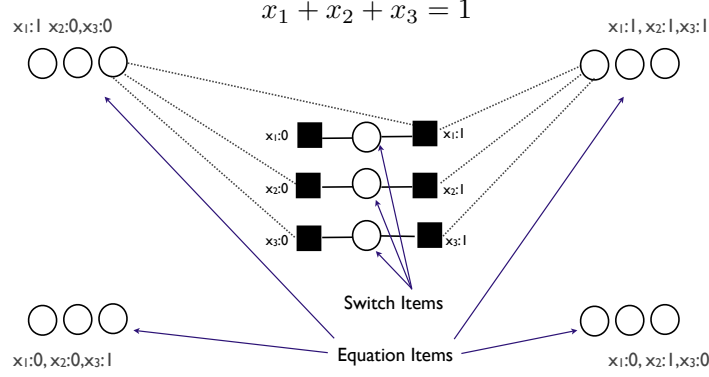 x₁ + x₂ + x₃ = 1
x₁:1 x₂:0,x₃:0
x₁:1, x₂:1,x₃:1
x₁:0
x₁:1
x₂:0
x₂:1
x₃:0
x₃:1
Switch Items
Equation Items
x₁:0, x₂:0,x₃:1
x₁:0, x₂:1,x₃:0